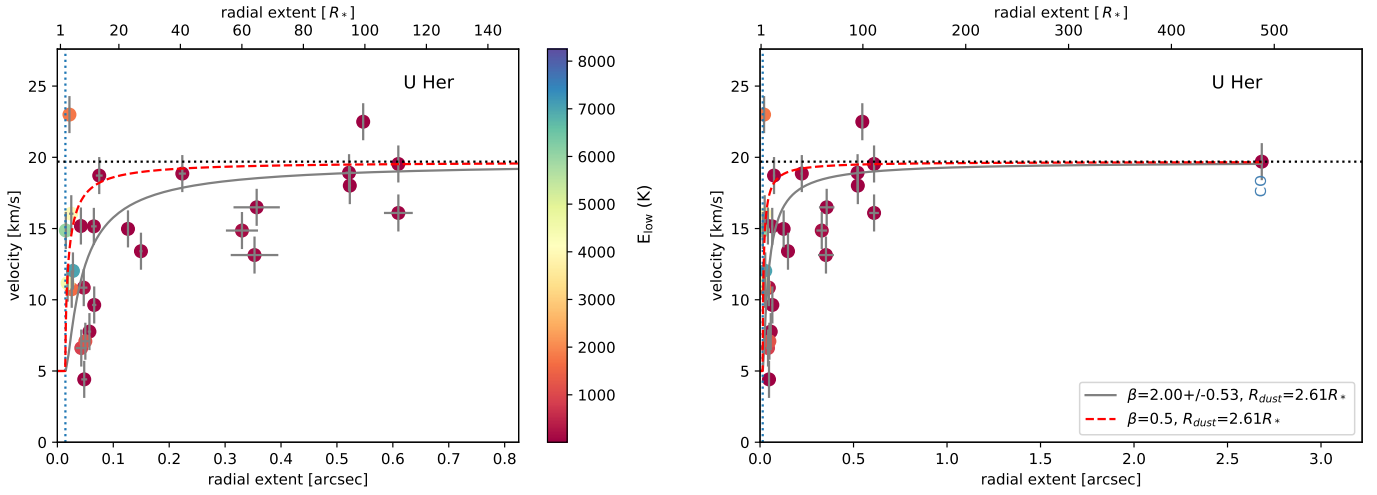 radial extent [ R* ]
1 20 40 60 80 100 120 140
25
20
15
10
5
0
velocity [km/s]
U Her
0.0 0.1 0.2 0.3 0.4 0.5 0.6 0.7 0.8
radial extent [arcsec]
8000
7000
6000
5000
4000
3000
2000
1000
E_low (K)
radial extent [ R* ]
1 100 200 300 400 500
25
20
15
10
5
0
velocity [km/s]
U Her
CO
β=2.00+/-0.53, R_dust=2.61R*
β=0.5, R_dust=2.61R*
0.0 0.5 1.0 1.5 2.0 2.5 3.0
radial extent [arcsec]